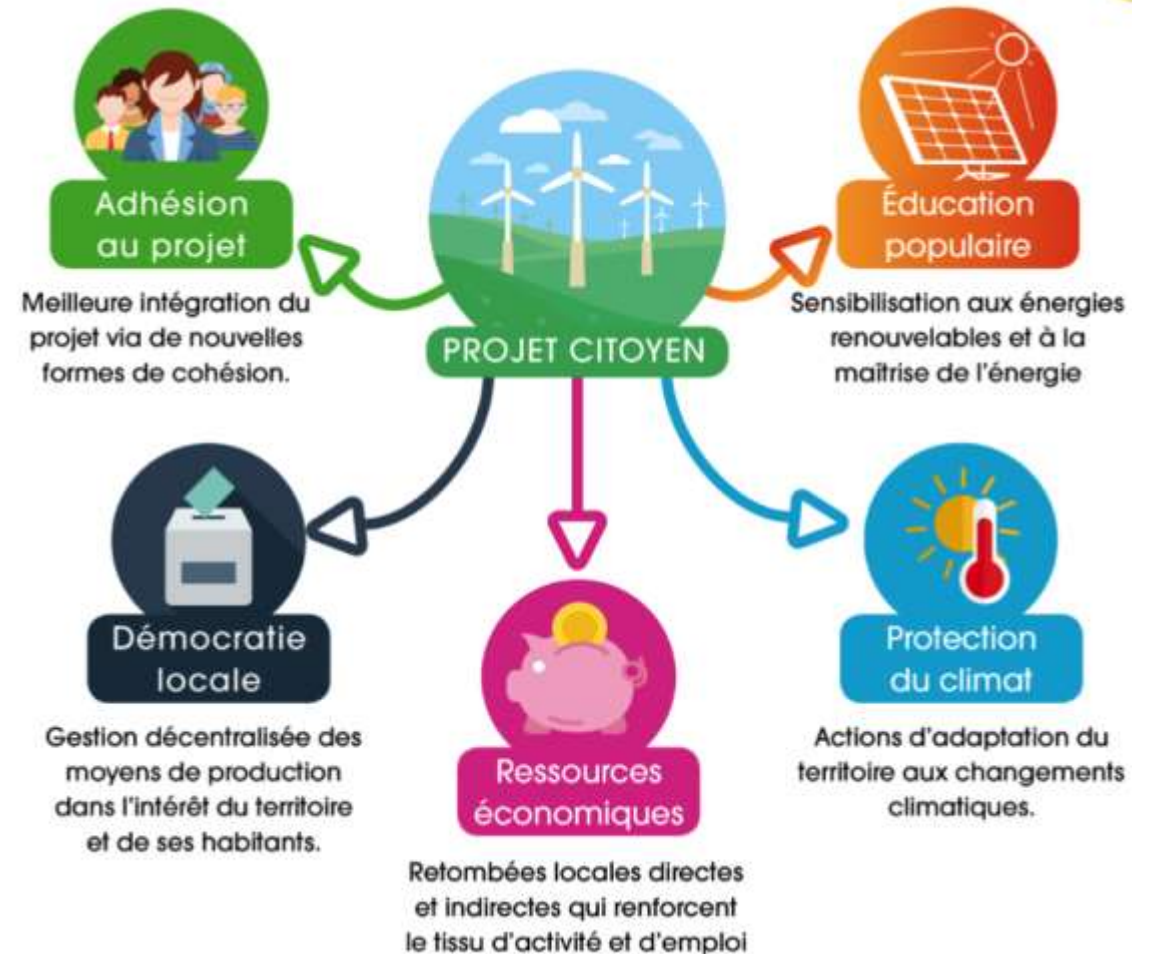 Adhésion
au projet
Meilleure intégration du
projet via de nouvelles
formes de cohésion.
PROJET CITOYEN
Éducation
populaire
Sensibilisation aux énergies
renouvelables et à la
maîtrise de l'énergie
Démocratie
locale
Gestion décentralisée des
moyens de production
dans l'intérêt du territoire
et de ses habitants.
Ressources
économiques
Retombées locales directes
et indirectes qui renforcent
le tissu d'activité et d'emploi
Protection
du climat
Actions d'adaptation du
territoire aux changements
climatiques.